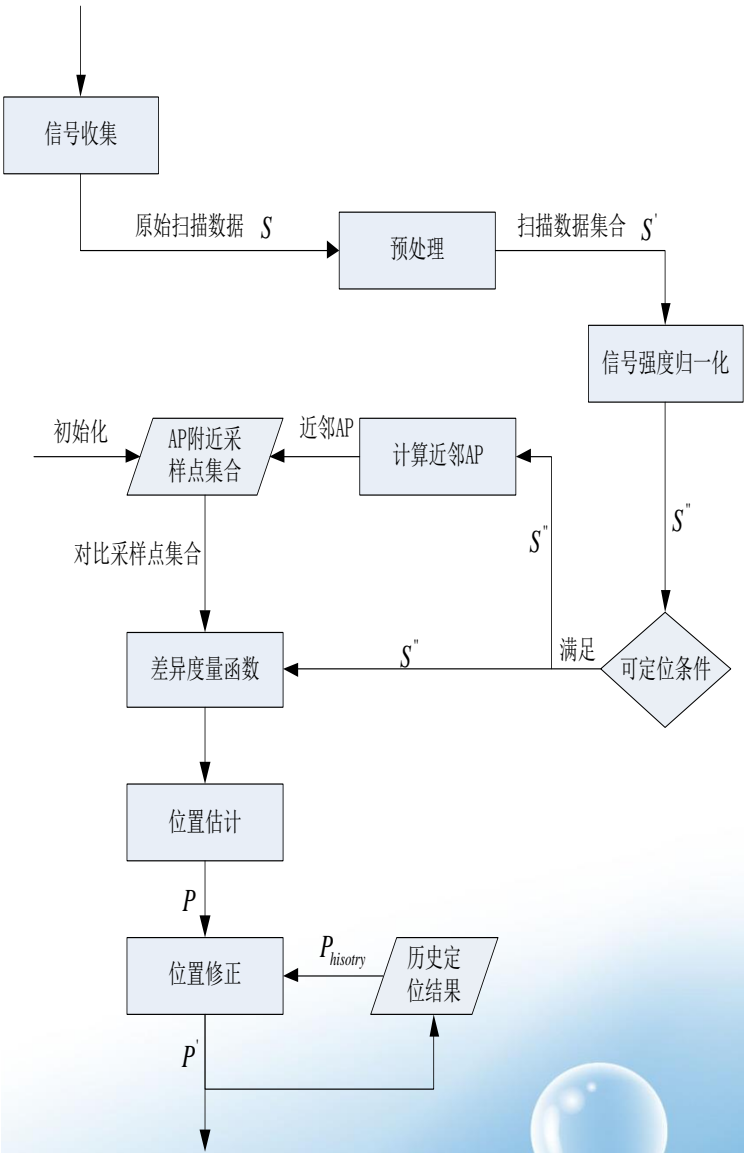 信号收集
原始扫描数据 S
预处理
扫描数据集合 S'
信号强度归一化
初始化
AP附近采
样点集合
近邻AP
计算近邻AP
S"
S"
对比采样点集合
差异度量函数
S"
满足
可定位条件
位置估计
P
位置修正
P hisotry
历史定
位结果
P'